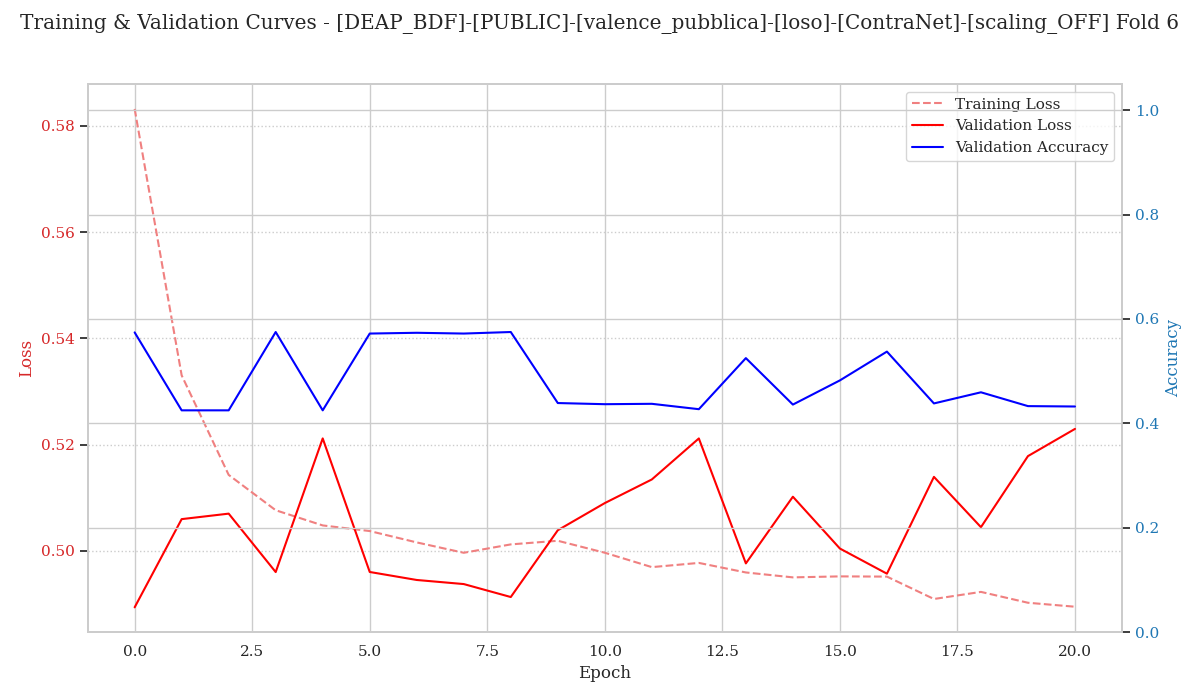 Training & Validation Curves - [DEAP_BDF]-[PUBLIC]-[valence_pubblica]-[loso]-[ContraNet]-[scaling_OFF] Fold 6
Training Loss
Validation Loss
Validation Accuracy
0.58
0.56
0.54
0.52
0.50
Loss
1.0
0.8
0.6
0.4
0.2
0.0
Accuracy
0.0 2.5 5.0 7.5 10.0 12.5 15.0 17.5 20.0
Epoch